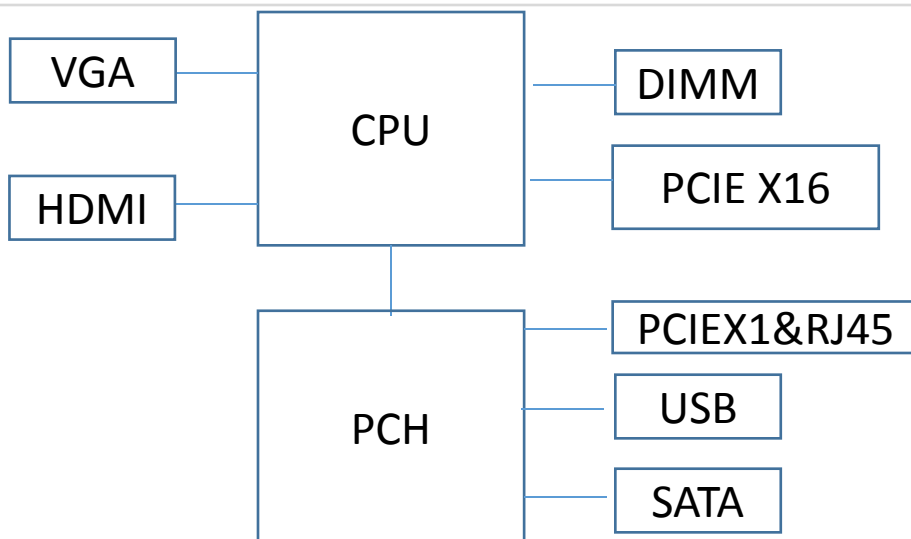 VGA
CPU
DIMM
HDMI
PCIE X16
PCIEX1&RJ45
PCH
USB
SATA